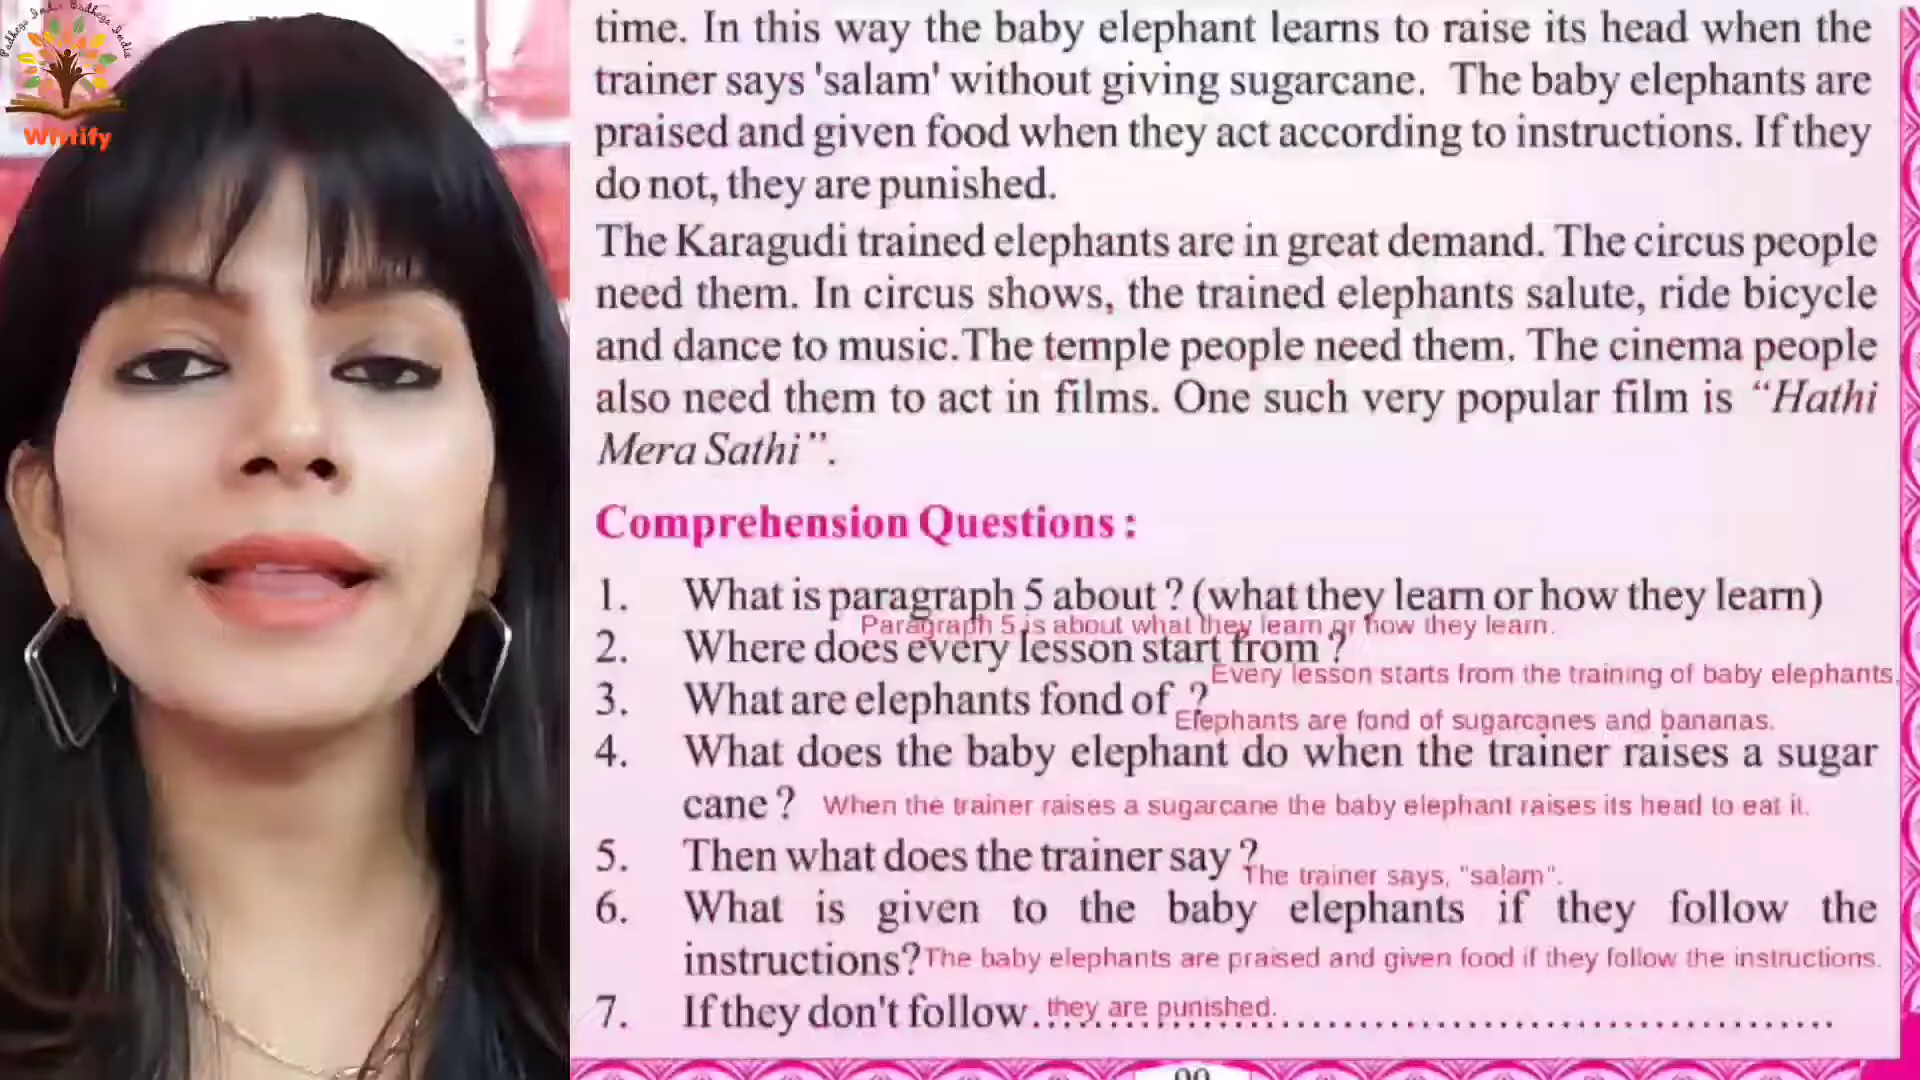 Padhega India Badhega India
time. In this way the baby elephant learns to raise its head when the
trainer says 'salam' without giving sugarcane. The baby elephants are
praised and given food when they act according to instructions. If they
do not, they are punished.
The Karagudi trained elephants are in great demand. The circus people
need them. In circus shows, the trained elephants salute, ride bicycle
and dance to music.The temple people need them. The cinema people
also need them to act in films. One such very popular film is “Hathi
Mera Sathi”.
Comprehension Questions :
1. What is paragraph 5 about ? (what they learn or how they learn)
Paragraph 5 is about what they learn or how they learn.
2. Where does every lesson start from ?
Every lesson starts from the training of baby elephants.
3. What are elephants fond of ?
Elephants are fond of sugarcanes and bananas.
4. What does the baby elephant do when the trainer raises a sugar
cane ? When the trainer raises a sugarcane the baby elephant raises its head to eat it.
5. Then what does the trainer say ?
The trainer says, "salam".
6. What is given to the baby elephants if they follow the
instructions? The baby elephants are praised and given food if they follow the instructions.
7. If they don't follow they are punished.